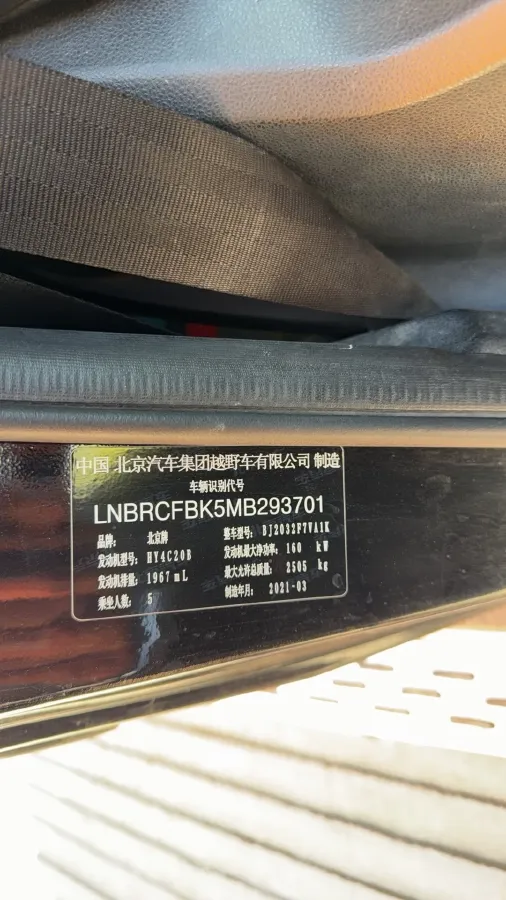 中国 北京汽车集团越野车有限公司 制造
车辆识别代号
LNBRCFBK5MB293701
品牌: 北京牌 整车型号: BJ2032F7VA1K
发动机型号: HY4C20B 发动机最大净功率: 160 kW
发动机排量: 1967 mL 最大允许总质量: 2505 kg
乘坐人数: 5 制造年月: 2021-03